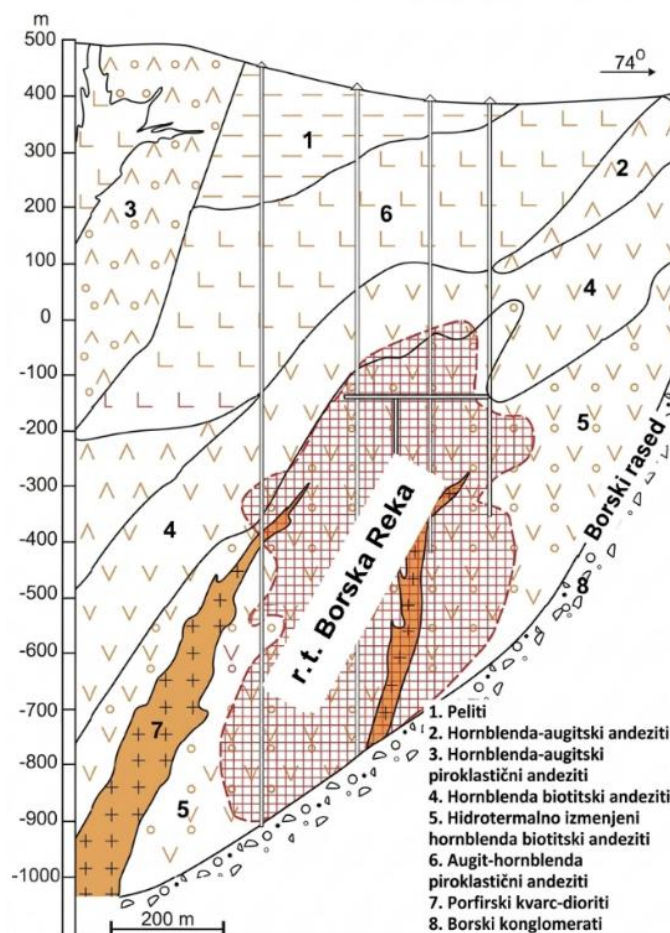 m
500
400
300
200
100
0
-100
-200
-300
-400
-500
-600
-700
-800
-900
-1000
74°
1
2
3
6
4
5
4
8
7
5
Borski rased
r.t. Borska Reka
200 m
1. Peliti
2. Hornblenda-augitski andeziti
3. Hornblenda-augitski
piroklastični andeziti
4. Hornblenda biotitski andeziti
5. Hidrotermalno izmenjeni
hornblenda biotitski andeziti
6. Augit-hornblenda
piroklastični andeziti
7. Porfirski kvarc-dioriti
8. Borski konglomerati